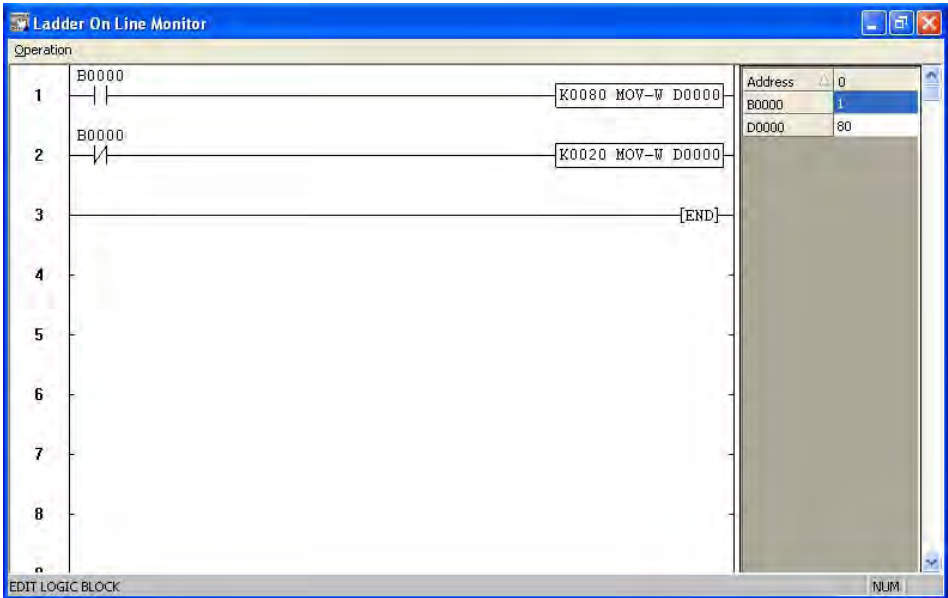 Ladder On Line Monitor
Operation
B0000
1
K0080 MOV-W D0000
B0000
2
K0020 MOV-W D0000
3
[END]
4
5
6
7
8
Address 0
B0000 1
D0000 80
EDIT LOGIC BLOCK
NUM